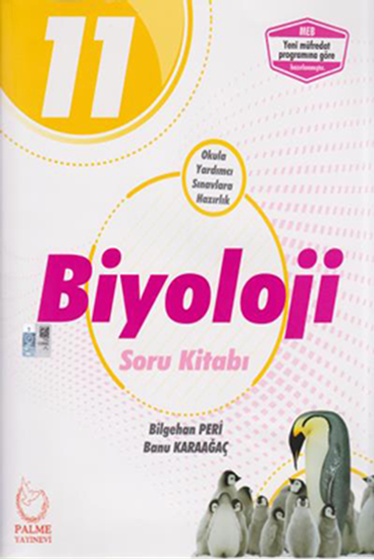 11
MEB
Yeni müfredat
programına göre
hazırlanmıştır.
Okula
Yardımcı
Sınavlara
Hazırlık
Biyoloji
Soru Kitabı
Bilgehan PERİ
Banu KARAAĞAÇ
PALME
YAYINEVİ